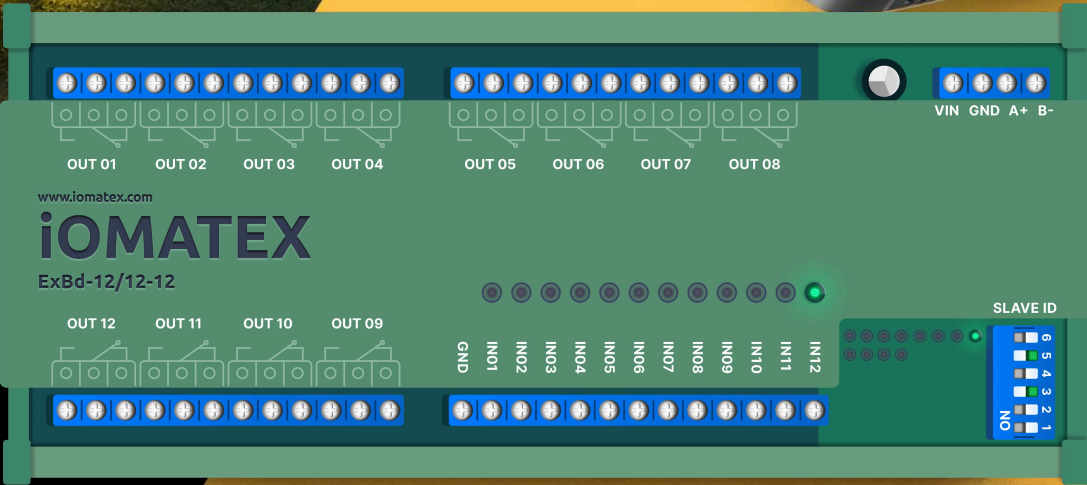 VIN GND A+ B-
OUT 01 OUT 02 OUT 03 OUT 04 OUT 05 OUT 06 OUT 07 OUT 08
www.iomatex.com
iOMATEX
ExBd-12/12-12
SLAVE ID
OUT 12 OUT 11 OUT 10 OUT 09
GND IN01 IN02 IN03 IN04 IN05 IN06 IN07 IN08 IN09 IN10 IN11 IN12
6
5
4
3
2
1
ON